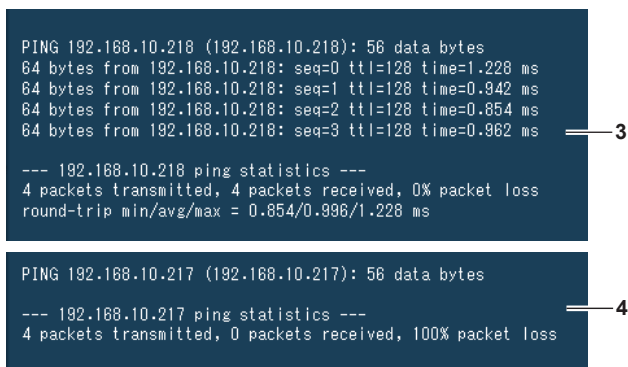 PING 192.168.10.218 (192.168.10.218): 56 data bytes
64 bytes from 192.168.10.218: seq=0 ttl=128 time=1.228 ms
64 bytes from 192.168.10.218: seq=1 ttl=128 time=0.942 ms
64 bytes from 192.168.10.218: seq=2 ttl=128 time=0.854 ms
64 bytes from 192.168.10.218: seq=3 ttl=128 time=0.962 ms
3
--- 192.168.10.218 ping statistics ---
4 packets transmitted, 4 packets received, 0% packet loss
round-trip min/avg/max = 0.854/0.996/1.228 ms
PING 192.168.10.217 (192.168.10.217): 56 data bytes
--- 192.168.10.217 ping statistics ---
4
4 packets transmitted, 0 packets received, 100% packet loss